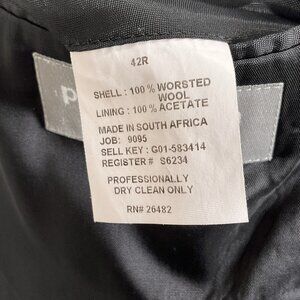 42R
SHELL : 100 % WORSTED
WOOL
LINING : 100 % ACETATE
MADE IN SOUTH AFRICA
JOB: 9095
SELL KEY : G01-583414
REGISTER # S6234
PROFESSIONALLY
DRY CLEAN ONLY
RN# 26482